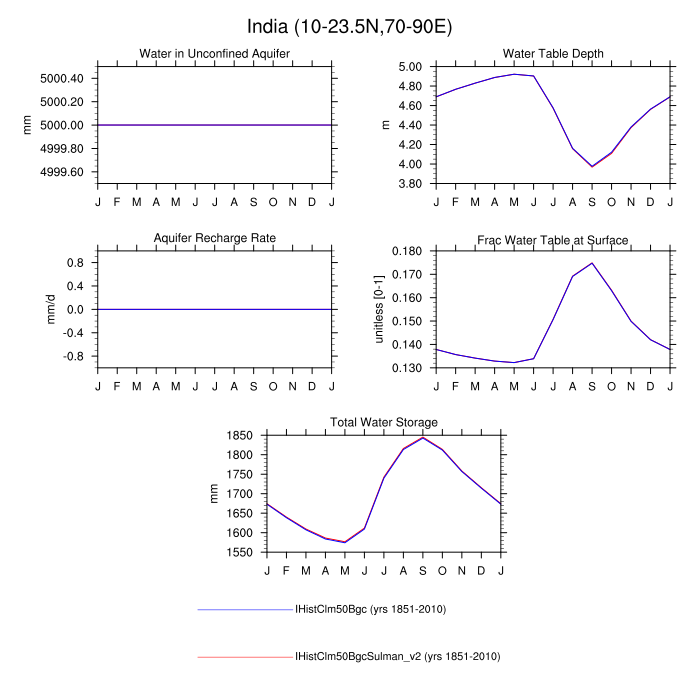 India (10-23.5N,70-90E)
Water in Unconfined Aquifer
5000.40
5000.20
5000.00
4999.80
4999.60
mm
J F M A M J J A S O N D J
Water Table Depth
5.00
4.80
4.60
4.40
4.20
4.00
3.80
m
J F M A M J J A S O N D J
Aquifer Recharge Rate
0.8
0.4
0.0
-0.4
-0.8
mm/d
J F M A M J J A S O N D J
Frac Water Table at Surface
0.180
0.170
0.160
0.150
0.140
0.130
unitless [0-1]
J F M A M J J A S O N D J
Total Water Storage
1850
1800
1750
1700
1650
1600
1550
mm
J F M A M J J A S O N D J
IHistClm50Bgc (yrs 1851-2010)
IHistClm50BgcSulman_v2 (yrs 1851-2010)